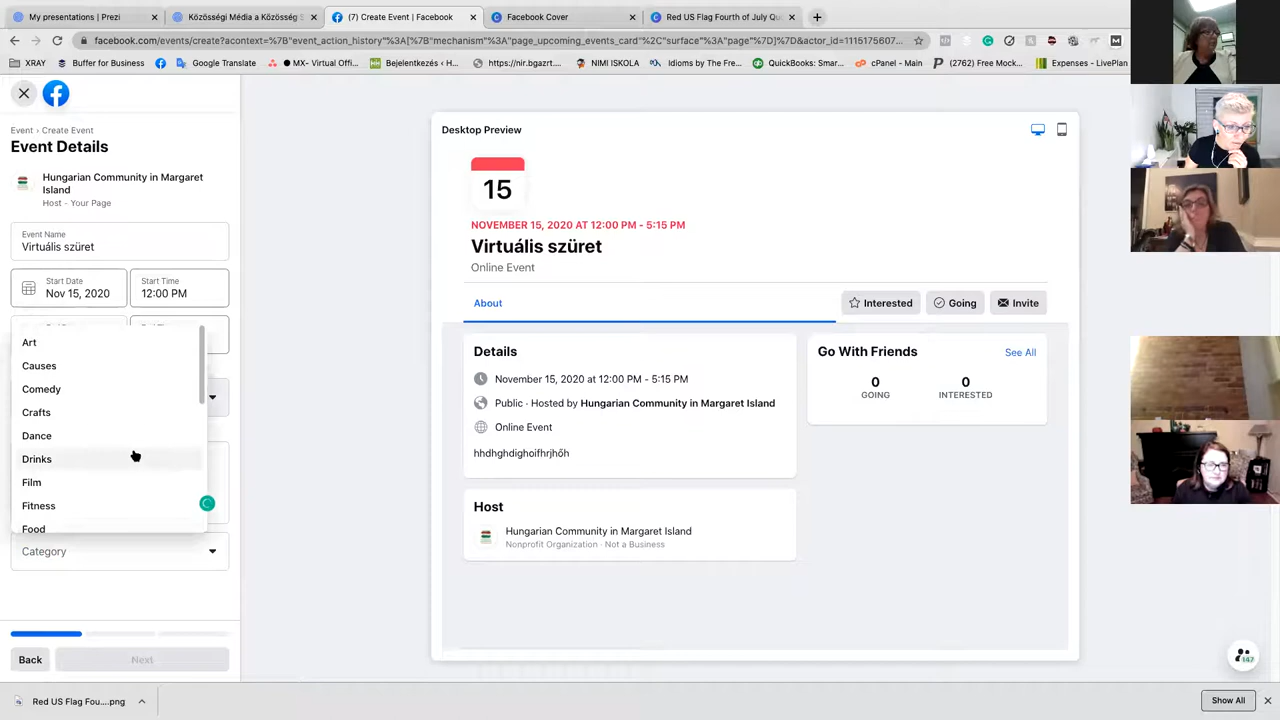 My presentations | Prezi
Közösségi Média a Közösség É
(7) Create Event | Facebook
Facebook Cover
Red US Flag Fourth of July Qu
facebook.com/events/create?acontext=%7B"event_action_history"%3A[%7B"mechanism"%3A"page_upcoming_events_card"%2C"surface"%3A"page"%7D]%7D&actor_id=1115175607...
XRAY
Buffer for Business
Google Translate
MX- Virtual Offi...
Bejelentkezés ‹ H...
https://nir.bgazrt....
NIMI ISKOLA
Idioms by The Fre...
QuickBooks: Smar...
cPanel - Main
(2762) Free Mock...
Expenses - LivePlan
Event › Create Event
Event Details
Hungarian Community in Margaret
Island
Host - Your Page
Event Name
Virtuális szüret
Start Date
Nov 15, 2020
Start Time
12:00 PM
Art
Causes
Comedy
Crafts
Dance
Drinks
Film
Fitness
Food
Category
Back
Next
Desktop Preview
15
NOVEMBER 15, 2020 AT 12:00 PM - 5:15 PM
Virtuális szüret
Online Event
About
Interested
Going
Invite
Details
November 15, 2020 at 12:00 PM - 5:15 PM
Public · Hosted by Hungarian Community in Margaret Island
Online Event
hhdhghdighoifhrjhőh
Go With Friends
See All
0
GOING
0
INTERESTED
Host
Hungarian Community in Margaret Island
Nonprofit Organization · Not a Business
147
Red US Flag Fou....png
Show All